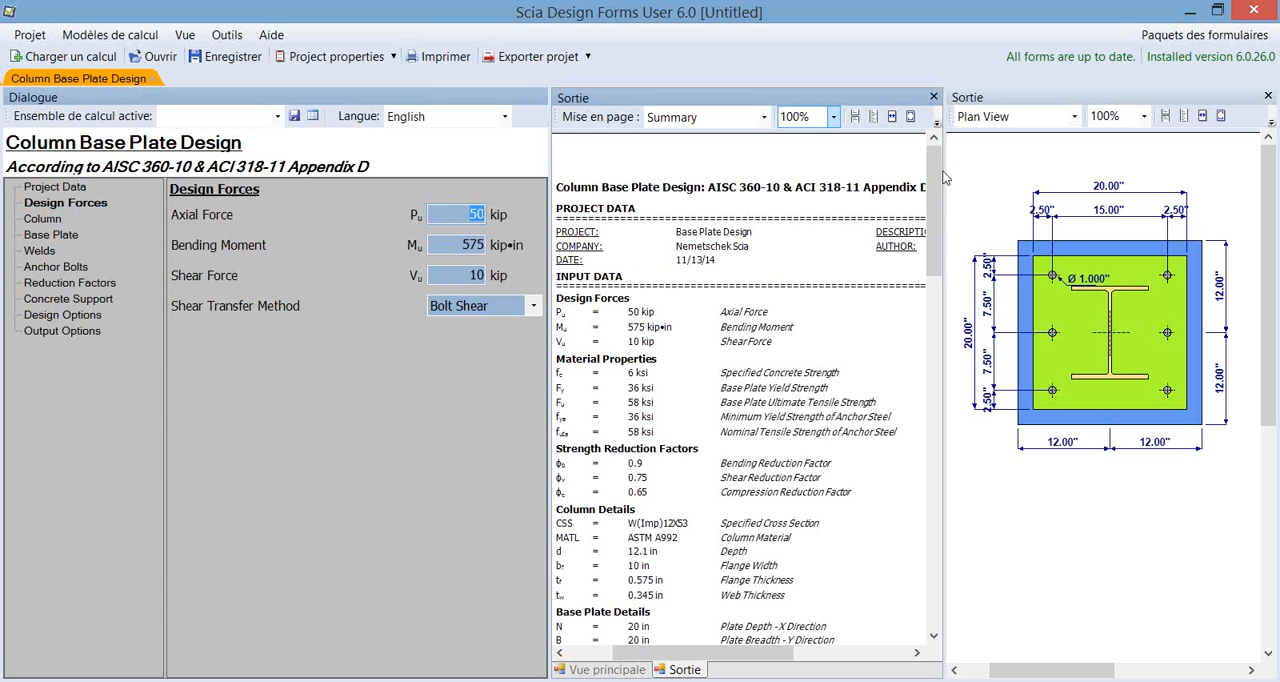 Scia Design Forms User 6.0 [Untitled]
Projet Modèles de calcul Vue Outils Aide Paquets des formulaires
Charger un calcul Ouvrir Enregistrer Project properties Imprimer Exporter projet All forms are up to date. Installed version 6.0.26.0
Column Base Plate Design
Dialogue
Ensemble de calcul active: Langue: English
Column Base Plate Design
According to AISC 360-10 & ACI 318-11 Appendix D
Project Data
Design Forces
Column
Base Plate
Welds
Anchor Bolts
Reduction Factors
Concrete Support
Design Options
Output Options
Design Forces
Axial Force Pu 50 kip
Bending Moment Mu 575 kip•in
Shear Force Vu 10 kip
Shear Transfer Method Bolt Shear
Sortie
Mise en page : Summary 100%
Column Base Plate Design: AISC 360-10 & ACI 318-11 Appendix D
PROJECT DATA
PROJECT: Base Plate Design DESCRIPTI
COMPANY: Nemetschek Scia AUTHOR:
DATE: 11/13/14
INPUT DATA
Design Forces
Pu = 50 kip Axial Force
Mu = 575 kip•in Bending Moment
Vu = 10 kip Shear Force
Material Properties
fc = 6 ksi Specified Concrete Strength
Fy = 36 ksi Base Plate Yield Strength
Fu = 58 ksi Base Plate Ultimate Tensile Strength
fya = 36 ksi Minimum Yield Strength of Anchor Steel
futa = 58 ksi Nominal Tensile Strength of Anchor Steel
Strength Reduction Factors
ϕb = 0.9 Bending Reduction Factor
ϕv = 0.75 Shear Reduction Factor
ϕc = 0.65 Compression Reduction Factor
Column Details
CSS = W(Imp)12X53 Specified Cross Section
MATL = ASTM A992 Column Material
d = 12.1 in Depth
bf = 10 in Flange Width
tf = 0.575 in Flange Thickness
tw = 0.345 in Web Thickness
Base Plate Details
N = 20 in Plate Depth - X Direction
B = 20 in Plate Breadth - Y Direction
Vue principale Sortie
Sortie
Plan View 100%
20.00"
2.50" 15.00" 2.50"
2.50"
Ø 1.000"
7.50"
12.00"
20.00"
7.50"
12.00"
2.50"
12.00" 12.00"